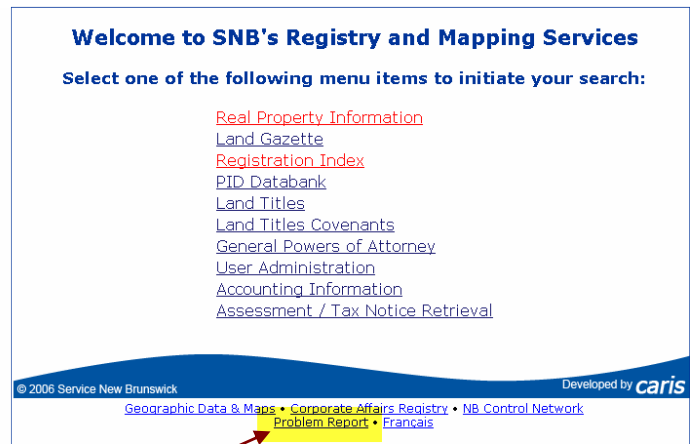 Welcome to SNB's Registry and Mapping Services
Select one of the following menu items to initiate your search:
Real Property Information
Land Gazette
Registration Index
PID Databank
Land Titles
Land Titles Covenants
General Powers of Attorney
User Administration
Accounting Information
Assessment / Tax Notice Retrieval
© 2006 Service New Brunswick
Developed by caris
Geographic Data & Maps • Corporate Affairs Registry • NB Control Network
Problem Report • Français